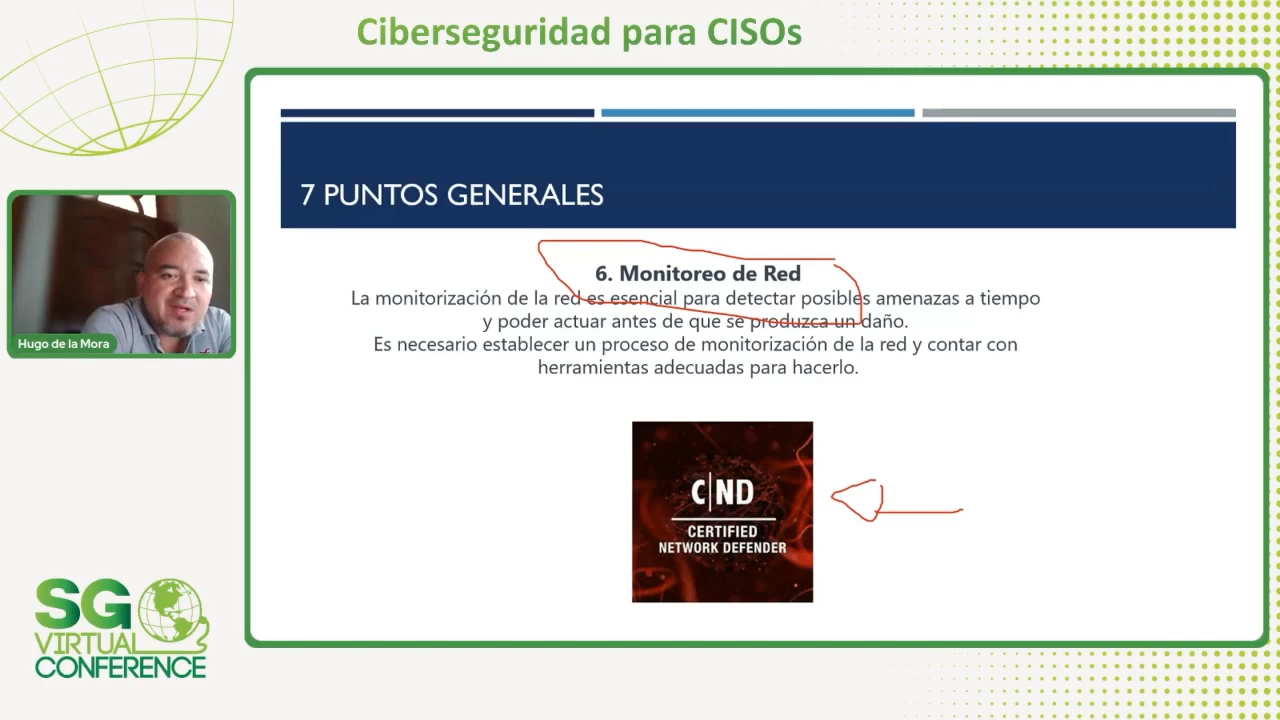 Ciberseguridad para CISOs
7 PUNTOS GENERALES
6. Monitoreo de Red
La monitorización de la red es esencial para detectar posibles amenazas a tiempo
y poder actuar antes de que se produzca un daño.
Es necesario establecer un proceso de monitorización de la red y contar con
herramientas adecuadas para hacerlo.
Hugo de la Mora
C|ND
CERTIFIED
NETWORK DEFENDER
SG
VIRTUAL
CONFERENCE